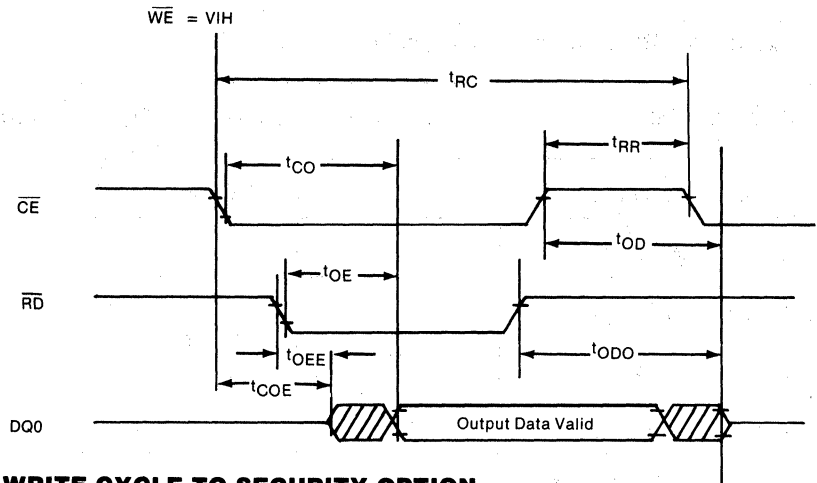 WE = VIH
tRC
tRR
tCO
CE
tOD
tOE
RD
tOEE
tODO
tCOE
DQ0
Output Data Valid
WRITE CYCLE TO SECURITY OPTION